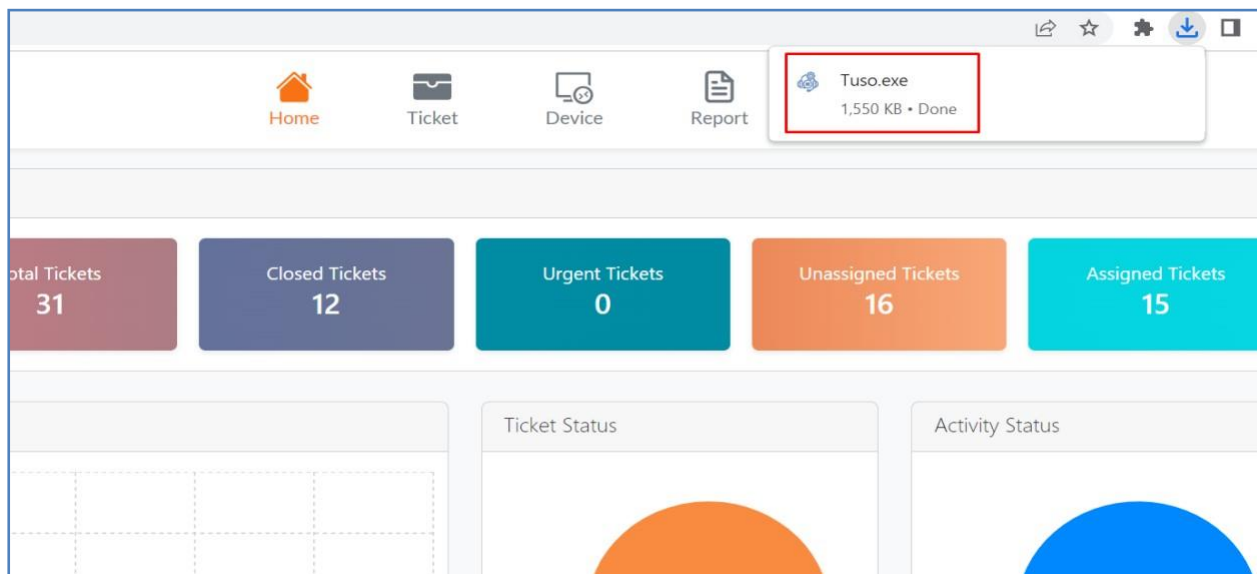 Tuso.exe
1,550 KB • Done
Home
Ticket
Device
Report
otal Tickets
31
Closed Tickets
12
Urgent Tickets
0
Unassigned Tickets
16
Assigned Tickets
15
Ticket Status
Activity Status